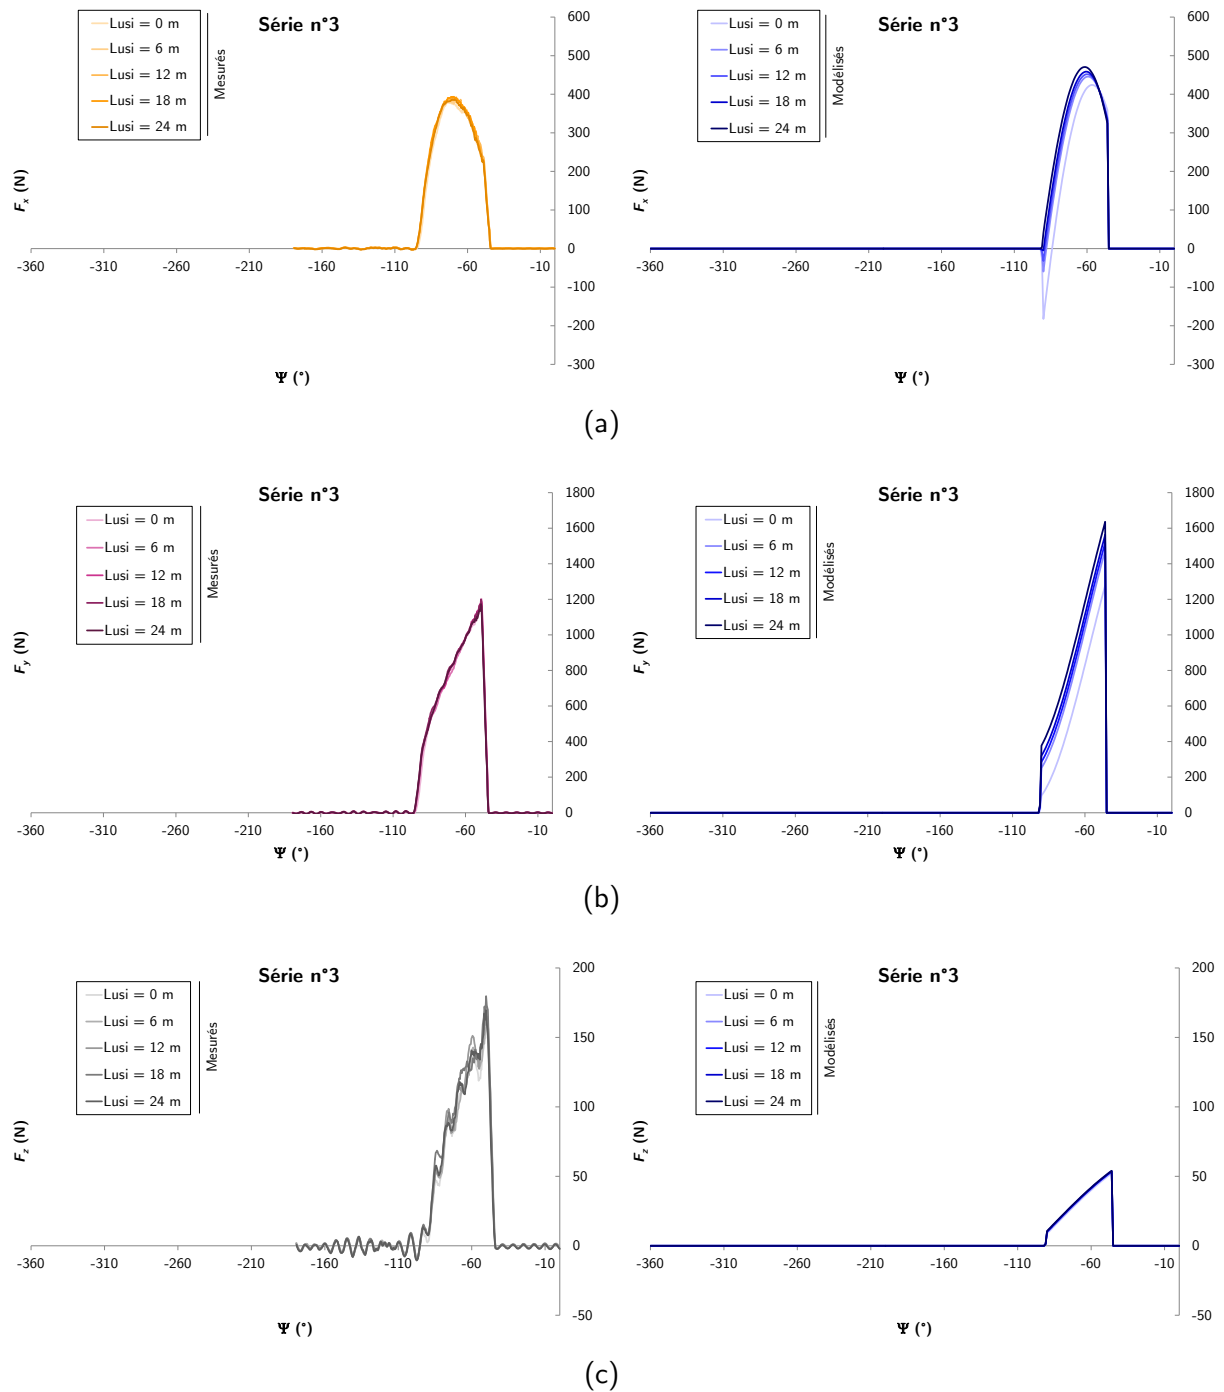 Série n°3
Lusi = 0 m
Lusi = 6 m
Lusi = 12 m
Lusi = 18 m
Lusi = 24 m
Mesurés
600
500
400
300
200
100
0
-100
-200
-300
-360 -310 -260 -210 -160 -110 -60 -10
Fx (N)
Ψ (°)
Série n°3
Lusi = 0 m
Lusi = 6 m
Lusi = 12 m
Lusi = 18 m
Lusi = 24 m
Modélisés
600
500
400
300
200
100
0
-100
-200
-300
-360 -310 -260 -210 -160 -110 -60 -10
Fx (N)
Ψ (°)
(a)
Série n°3
Lusi = 0 m
Lusi = 6 m
Lusi = 12 m
Lusi = 18 m
Lusi = 24 m
Mesurés
1800
1600
1400
1200
1000
800
600
400
200
0
-360 -310 -260 -210 -160 -110 -60 -10
Fy (N)
Ψ (°)
Série n°3
Lusi = 0 m
Lusi = 6 m
Lusi = 12 m
Lusi = 18 m
Lusi = 24 m
Modélisés
1800
1600
1400
1200
1000
800
600
400
200
0
-360 -310 -260 -210 -160 -110 -60 -10
Fy (N)
Ψ (°)
(b)
Série n°3
Lusi = 0 m
Lusi = 6 m
Lusi = 12 m
Lusi = 18 m
Lusi = 24 m
Mesurés
200
150
100
50
0
-50
-360 -310 -260 -210 -160 -110 -60 -10
Fz (N)
Ψ (°)
Série n°3
Lusi = 0 m
Lusi = 6 m
Lusi = 12 m
Lusi = 18 m
Lusi = 24 m
Modélisés
200
150
100
50
0
-50
-360 -310 -260 -210 -160 -110 -60 -10
Fz (N)
Ψ (°)
(c)